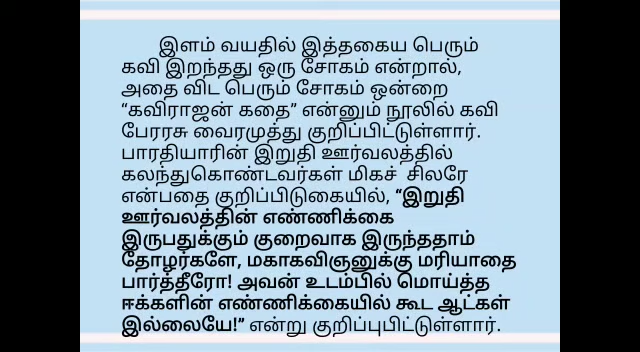 இளம் வயதில் இத்தகைய பெரும்
கவி இறந்தது ஒரு சோகம் என்றால்,
அதை விட பெரும் சோகம் ஒன்றை
“கவிராஜன் கதை” என்னும் நூலில் கவி
பேரரசு வைரமுத்து குறிப்பிட்டுள்ளார்.
பாரதியாரின் இறுதி ஊர்வலத்தில்
கலந்துகொண்டவர்கள் மிகச் சிலரே
என்பதை குறிப்பிடுகையில், “இறுதி
ஊர்வலத்தின் எண்ணிக்கை
இருபதுக்கும் குறைவாக இருந்ததாம்
தோழர்களே, மகாகவிஞனுக்கு மரியாதை
பார்த்தீரோ! அவன் உடம்பில் மொய்த்த
ஈக்களின் எண்ணிக்கையில் கூட ஆட்கள்
இல்லையே!” என்று குறிப்புபிட்டுள்ளார்.